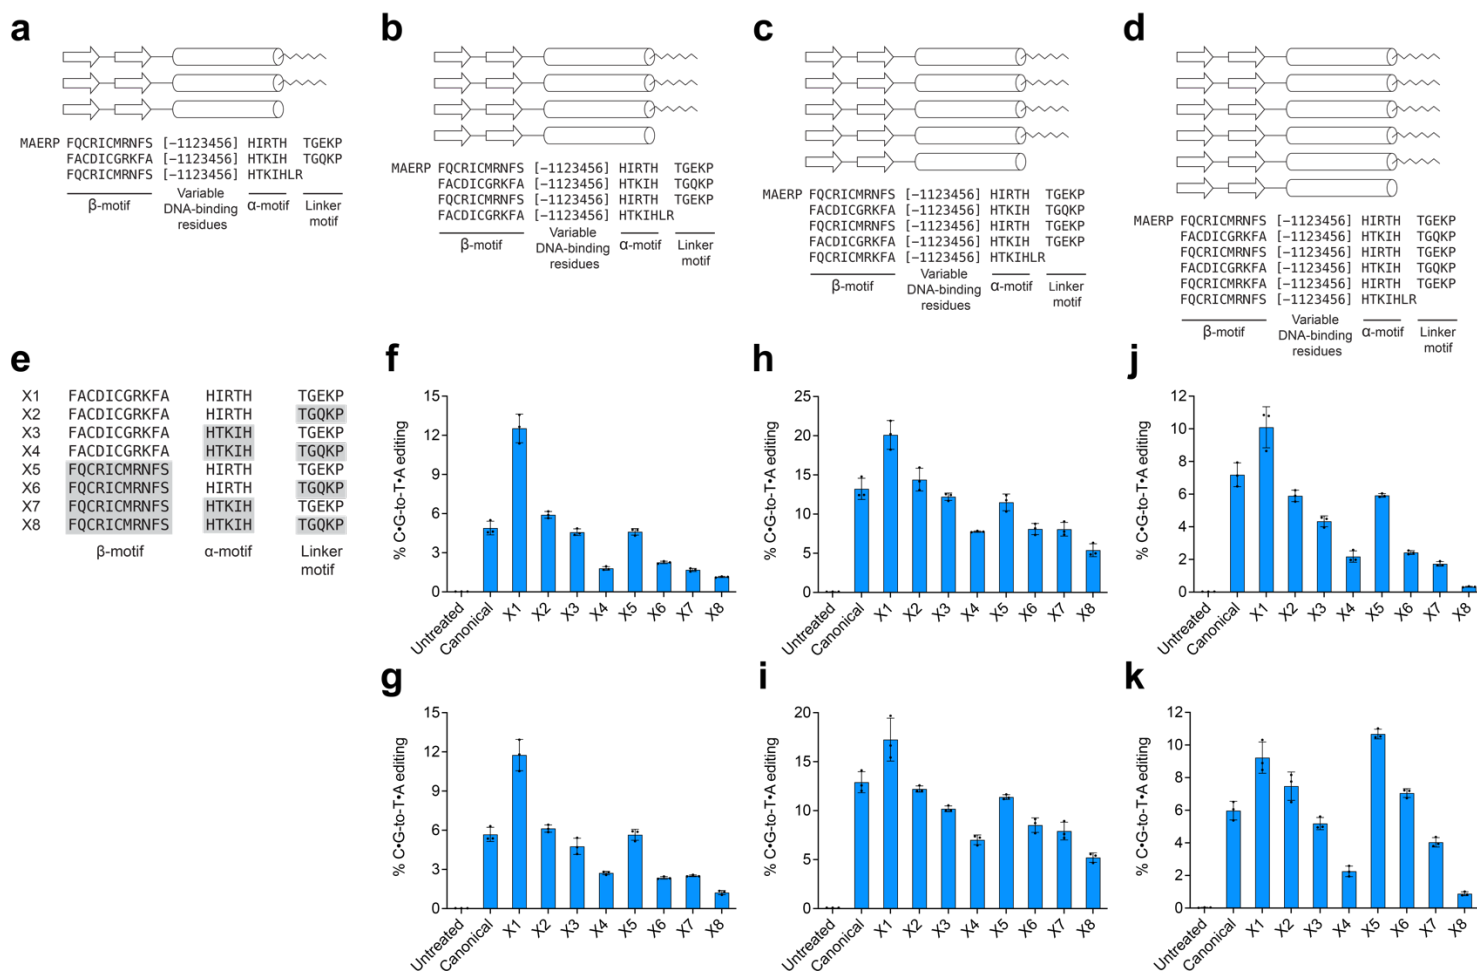 a
MAERP FQCRICMRNFS [–1123456] HIRTH TGEKP
FACDICGRKFA [–1123456] HTKIH TGQKP
FQCRICMRNFS [–1123456] HTKIHLR
β-motif
Variable
DNA-binding
residues
α-motif
Linker
motif
b
MAERP FQCRICMRNFS [–1123456] HIRTH TGEKP
FACDICGRKFA [–1123456] HTKIH TGQKP
FQCRICMRNFS [–1123456] HIRTH TGEKP
FACDICGRKFA [–1123456] HTKIHLR
β-motif
Variable
DNA-binding
residues
α-motif
Linker
motif
c
MAERP FQCRICMRNFS [–1123456] HIRTH TGEKP
FACDICGRKFA [–1123456] HTKIH TGQKP
FQCRICMRNFS [–1123456] HIRTH TGEKP
FACDICGRKFA [–1123456] HTKIH TGEKP
FQCRICMRKFA [–1123456] HTKIHLR
β-motif
Variable
DNA-binding
residues
α-motif
Linker
motif
d
MAERP FQCRICMRNFS [–1123456] HIRTH TGEKP
FACDICGRKFA [–1123456] HTKIH TGQKP
FQCRICMRNFS [–1123456] HIRTH TGEKP
FACDICGRKFA [–1123456] HTKIH TGQKP
FQCRICMRKFA [–1123456] HIRTH TGEKP
FQCRICMRNFS [–1123456] HTKIHLR
β-motif
Variable
DNA-binding
residues
α-motif
Linker
motif
e
X1 FACDICGRKFA HIRTH TGEKP
X2 FACDICGRKFA HIRTH TGQKP
X3 FACDICGRKFA HTKIH TGEKP
X4 FACDICGRKFA HTKIH TGQKP
X5 FQCRICMRNFS HIRTH TGEKP
X6 FQCRICMRNFS HIRTH TGQKP
X7 FQCRICMRNFS HTKIH TGEKP
X8 FQCRICMRNFS HTKIH TGQKP
β-motif
α-motif
Linker
motif
f
% C•G-to-T•A editing
15
12
9
6
3
0
Untreated
Canonical
X1
X2
X3
X4
X5
X6
X7
X8
h
% C•G-to-T•A editing
25
20
15
10
5
0
Untreated
Canonical
X1
X2
X3
X4
X5
X6
X7
X8
j
% C•G-to-T•A editing
12
10
8
6
4
2
0
Untreated
Canonical
X1
X2
X3
X4
X5
X6
X7
X8
g
% C•G-to-T•A editing
15
12
9
6
3
0
Untreated
Canonical
X1
X2
X3
X4
X5
X6
X7
X8
i
% C•G-to-T•A editing
20
15
10
5
0
Untreated
Canonical
X1
X2
X3
X4
X5
X6
X7
X8
k
% C•G-to-T•A editing
12
10
8
6
4
2
0
Untreated
Canonical
X1
X2
X3
X4
X5
X6
X7
X8